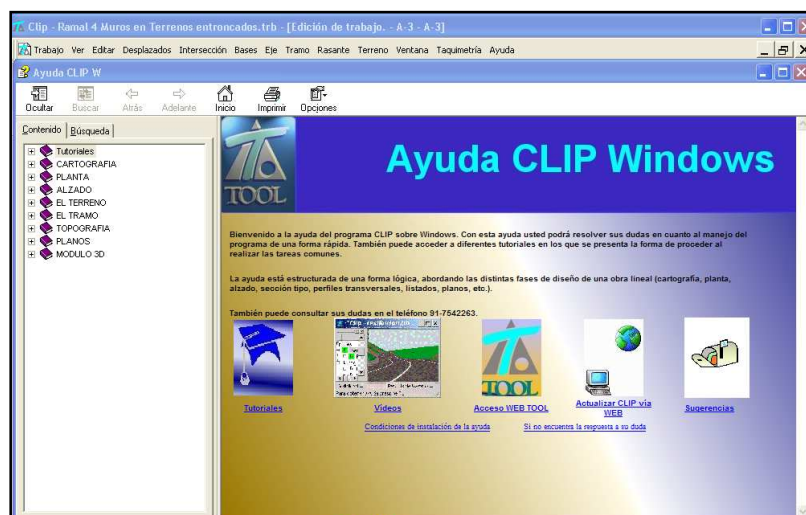 Clip - Ramal 4 Muros en Terrenos entroncados.trb - [Edición de trabajo. - A-3 - A-3]
Trabajo Ver Editar Desplazados Intersección Bases Eje Tramo Rasante Terreno Ventana Taquimetría Ayuda
Ayuda CLIP W
Ocultar Buscar Atrás Adelante Inicio Imprimir Opciones
Contenido Búsqueda
Tutoriales
CARTOGRAFIA
PLANTA
ALZADO
EL TERRENO
EL TRAMO
TOPOGRAFIA
PLANOS
MODULO 3D
TOOL
Ayuda CLIP Windows
Bienvenido a la ayuda del programa CLIP sobre Windows. Con esta ayuda usted podrá resolver sus dudas en cuanto al manejo del
programa de una forma rápida. También puede acceder a diferentes tutoriales en los que se presenta la forma de proceder al
realizar las tareas comunes.
La ayuda está estructurada de una forma lógica, abordando las distintas fases de diseño de una obra lineal (cartografía, planta,
alzado, sección tipo, perfiles transversales, listados, planos, etc.).
También puede consultar sus dudas en el teléfono 91-7542263.
TOOL
Tutoriales
Videos
Acceso WEB TOOL
Actualizar CLIP vía
WEB
Sugerencias
Condiciones de instalación de la ayuda
Si no encuentra la respuesta a su duda